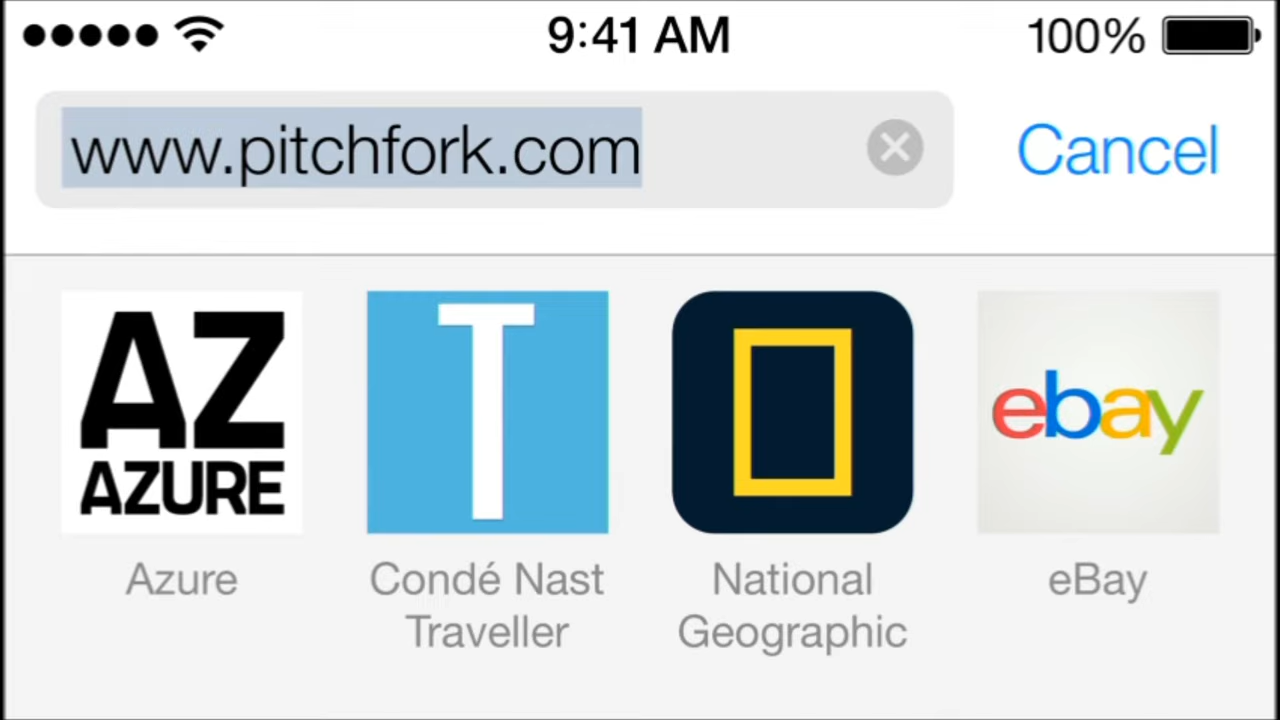 9:41 AM
100%
www.pitchfork.com
Cancel
AZ
AZURE
T
ebay
Azure
Condé Nast
Traveller
National
Geographic
eBay